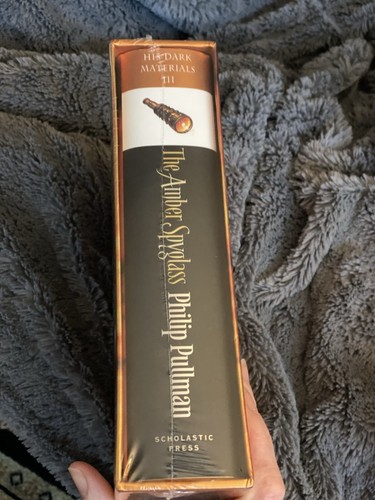 HIS DARK
MATERIALS
III
The Amber Spyglass Philip Pullman
SCHOLASTIC
PRESS